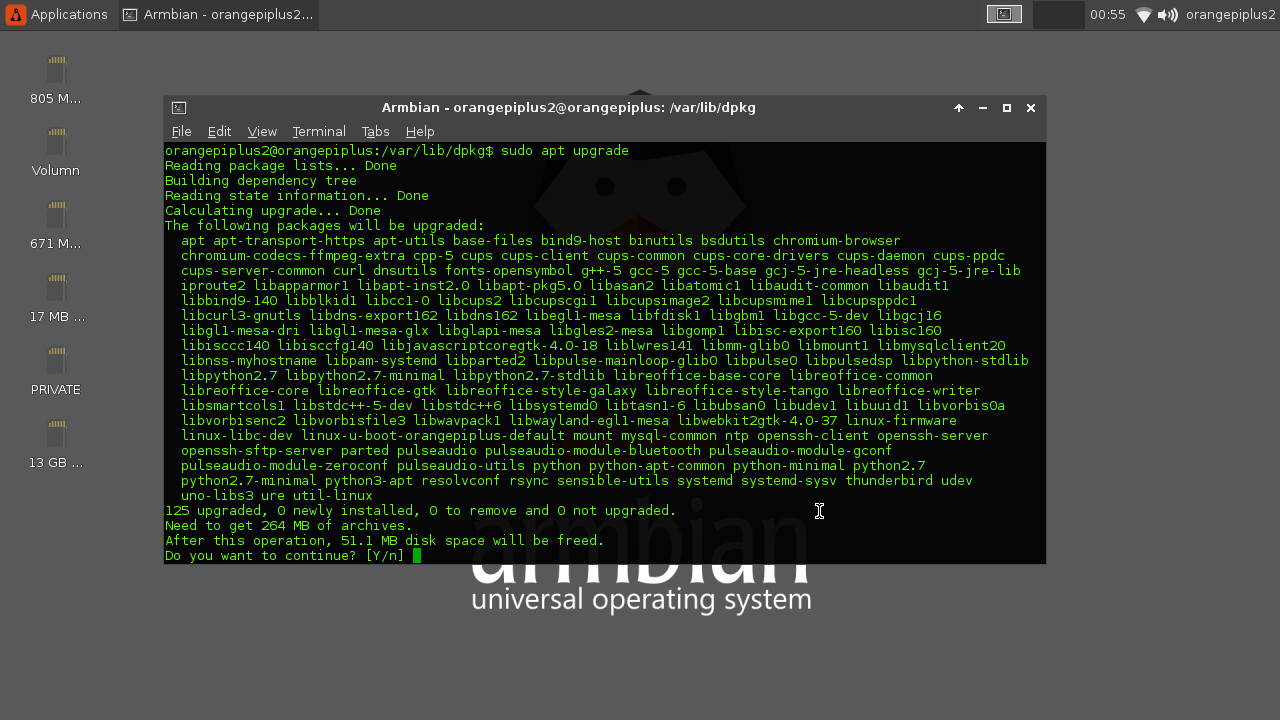 Applications
Armbian - orangepiplus2...
00:55
orangepiplus2
805 M...
Volumn
671 M...
17 MB ...
PRIVATE
13 GB ...
Armbian - orangepiplus2@orangepiplus: /var/lib/dpkg
File Edit View Terminal Tabs Help
orangepiplus2@orangepiplus:/var/lib/dpkg$ sudo apt upgrade
Reading package lists... Done
Building dependency tree
Reading state information... Done
Calculating upgrade... Done
The following packages will be upgraded:
apt apt-transport-https apt-utils base-files bind9-host binutils bsdutils chromium-browser
chromium-codecs-ffmpeg-extra cpp-5 cups cups-client cups-common cups-core-drivers cups-daemon cups-ppdc
cups-server-common curl dnsutils fonts-opensymbol g++-5 gcc-5 gcc-5-base gcj-5-jre-headless gcj-5-jre-lib
iproute2 libapparmor1 libapt-inst2.0 libapt-pkg5.0 libasan2 libatomic1 libaudit-common libaudit1
libbind9-140 libblkid1 libcc1-0 libcups2 libcupscgi1 libcupsimage2 libcupsmime1 libcupsppdc1
libcurl3-gnutls libdns-export162 libdns162 libegl1-mesa libfdisk1 libgbm1 libgcc-5-dev libgcj16
libgl1-mesa-dri libgl1-mesa-glx libglapi-mesa libgles2-mesa libgomp1 libisc-export160 libisc160
libisccc140 libisccfg140 libjavascriptcoregtk-4.0-18 liblwres141 libmm-glib0 libmount1 libmysqlclient20
libnss-myhostname libpam-systemd libparted2 libpulse-mainloop-glib0 libpulse0 libpulsedsp libpython-stdlib
libpython2.7 libpython2.7-minimal libpython2.7-stdlib libreoffice-base-core libreoffice-common
libreoffice-core libreoffice-gtk libreoffice-style-galaxy libreoffice-style-tango libreoffice-writer
libsmartcols1 libstdc++-5-dev libstdc++6 libsystemd0 libtasn1-6 libubsan0 libudev1 libuuid1 libvorbis0a
libvorbisenc2 libvorbisfile3 libwavpack1 libwayland-egl1-mesa libwebkit2gtk-4.0-37 linux-firmware
linux-libc-dev linux-u-boot-orangepiplus-default mount mysql-common ntp openssh-client openssh-server
openssh-sftp-server parted pulseaudio pulseaudio-module-bluetooth pulseaudio-module-gconf
pulseaudio-module-zeroconf pulseaudio-utils python python-apt-common python-minimal python2.7
python2.7-minimal python3-apt resolvconf rsync sensible-utils systemd systemd-sysv thunderbird udev
uno-libs3 ure util-linux
125 upgraded, 0 newly installed, 0 to remove and 0 not upgraded.
Need to get 264 MB of archives.
After this operation, 51.1 MB disk space will be freed.
Do you want to continue? [Y/n]
armbian
universal operating system